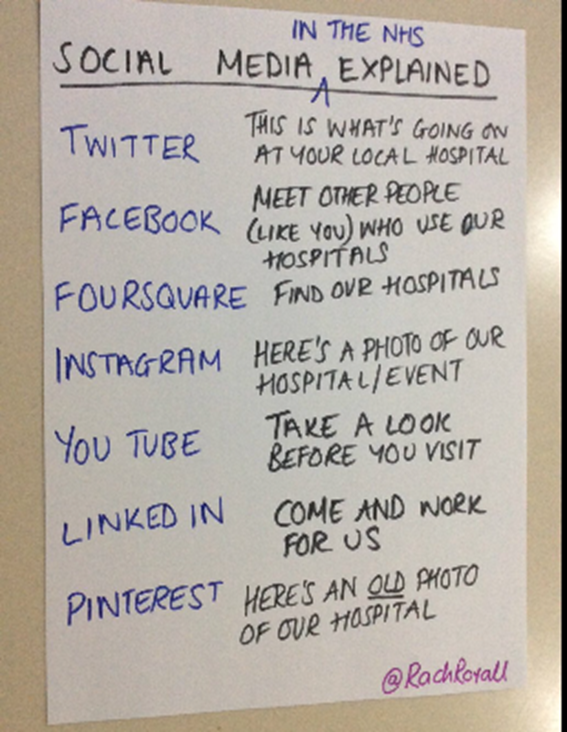 IN THE NHS
SOCIAL MEDIA EXPLAINED
TWITTER THIS IS WHAT'S GOING ON
AT YOUR LOCAL HOSPITAL
FACEBOOK MEET OTHER PEOPLE
(LIKE YOU) WHO USE OUR
HOSPITALS
FOURSQUARE FIND OUR HOSPITALS
INSTAGRAM HERE'S A PHOTO OF OUR
HOSPITAL/EVENT
YOU TUBE TAKE A LOOK
BEFORE YOU VISIT
LINKED IN COME AND WORK
FOR US
PINTEREST HERE'S AN OLD PHOTO
OF OUR HOSPITAL
@RachRoyall